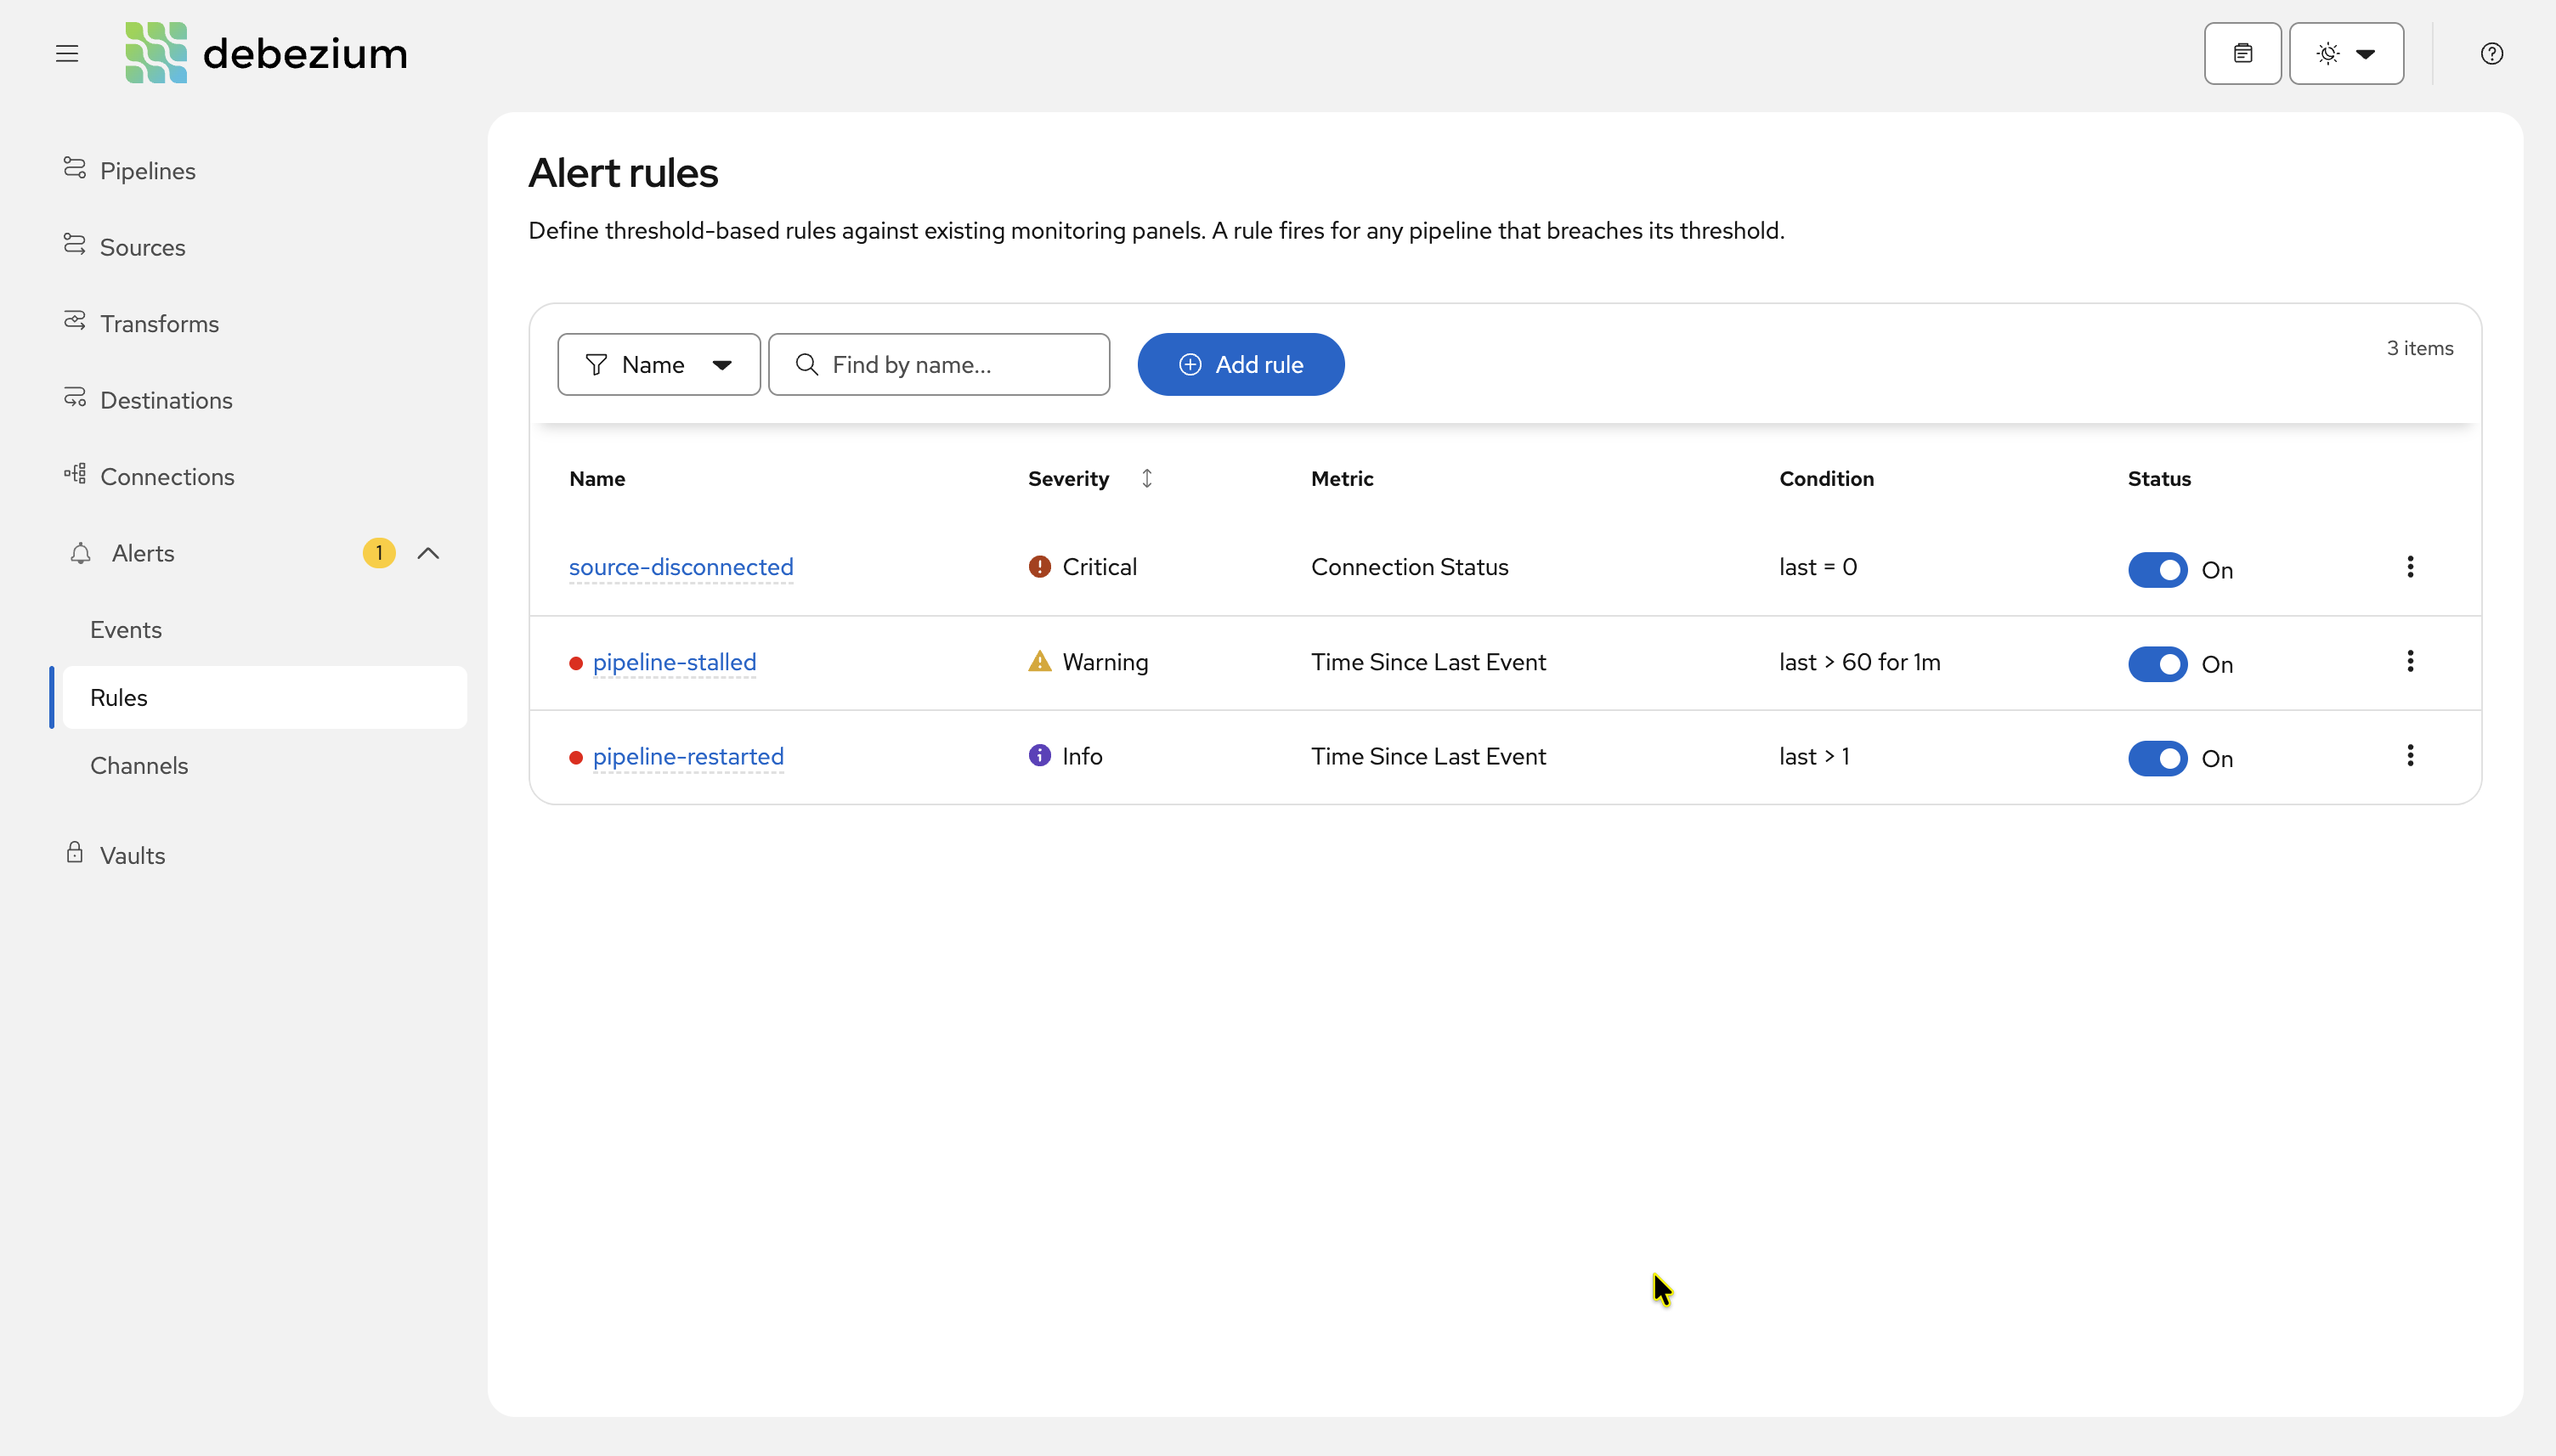 debezium
Pipelines
Sources
Transforms
Destinations
Connections
Alerts 1
Events
Rules
Channels
Vaults
Alert rules
Define threshold-based rules against existing monitoring panels. A rule fires for any pipeline that breaches its threshold.
Name Find by name... Add rule 3 items
Name Severity Metric Condition Status
source-disconnected Critical Connection Status last = 0 On
pipeline-stalled Warning Time Since Last Event last > 60 for 1m On
pipeline-restarted Info Time Since Last Event last > 1 On